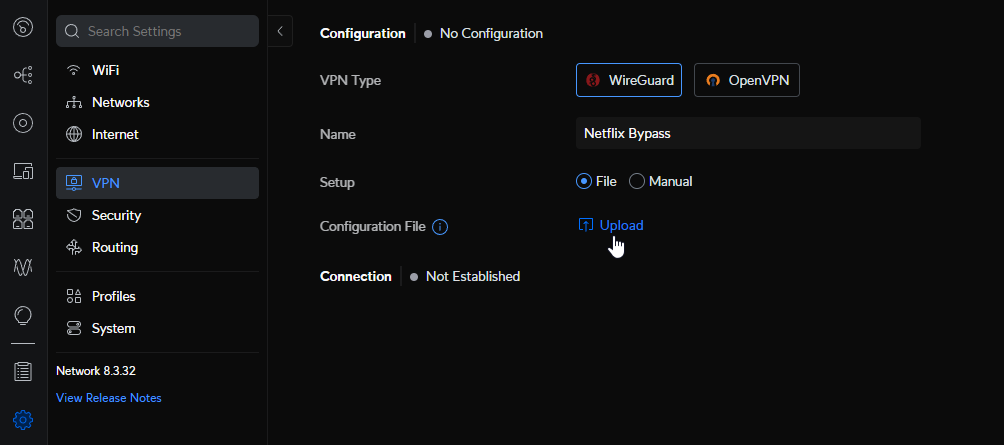 Search Settings
WiFi
Networks
Internet
VPN
Security
Routing
Profiles
System
Network 8.3.32
View Release Notes
Configuration No Configuration
VPN Type WireGuard OpenVPN
Name Netflix Bypass
Setup File Manual
Configuration File Upload
Connection Not Established